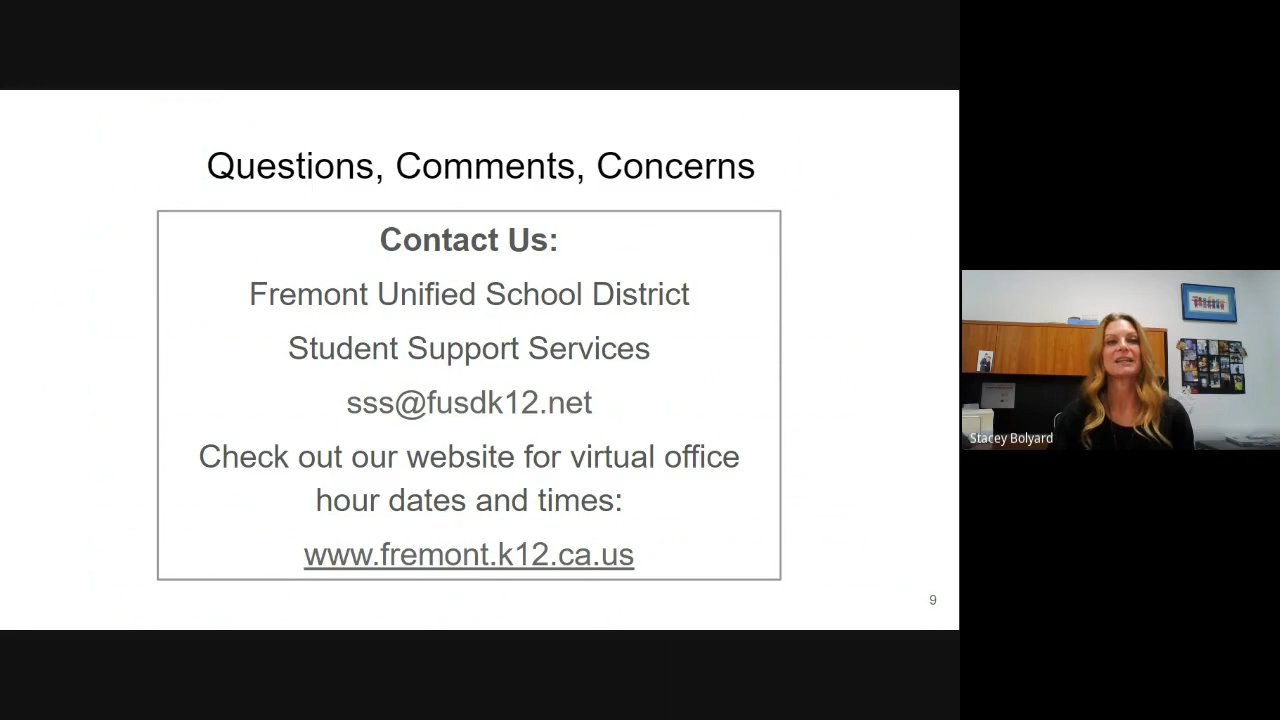 Questions, Comments, Concerns
Contact Us:
Fremont Unified School District
Student Support Services
sss@fusdk12.net
Check out our website for virtual office
hour dates and times:
www.fremont.k12.ca.us
9
Stacey Bolyard